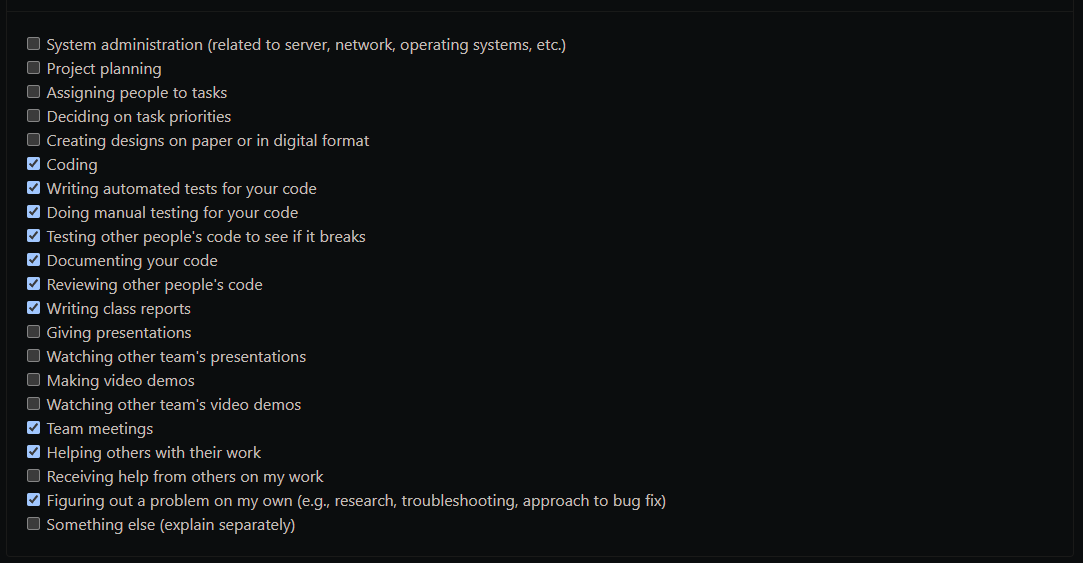 System administration (related to server, network, operating systems, etc.)
Project planning
Assigning people to tasks
Deciding on task priorities
Creating designs on paper or in digital format
Coding
Writing automated tests for your code
Doing manual testing for your code
Testing other people's code to see if it breaks
Documenting your code
Reviewing other people's code
Writing class reports
Giving presentations
Watching other team's presentations
Making video demos
Watching other team's video demos
Team meetings
Helping others with their work
Receiving help from others on my work
Figuring out a problem on my own (e.g., research, troubleshooting, approach to bug fix)
Something else (explain separately)